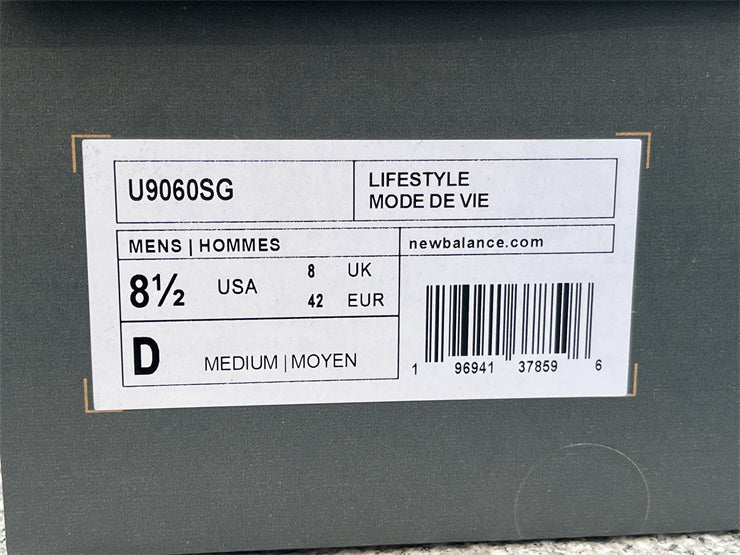 U9060SG
LIFESTYLE
MODE DE VIE
MENS | HOMMES
newbalance.com
8½ USA
8 UK
42 EUR
D MEDIUM | MOYEN
1 96941 37859 6